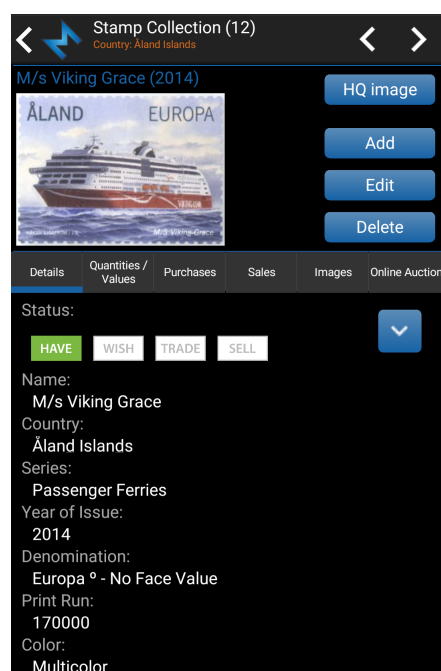 Stamp Collection (12)
Country: Åland Islands
M/s Viking Grace (2014)
HQ image
ÅLAND EUROPA
VIKING LINE
M/S Viking Grace
Add
Edit
Delete
Details Quantities / Values Purchases Sales Images Online Auction
Status:
HAVE WISH TRADE SELL
Name:
M/s Viking Grace
Country:
Åland Islands
Series:
Passenger Ferries
Year of Issue:
2014
Denomination:
Europa º - No Face Value
Print Run:
170000
Color:
Multicolor